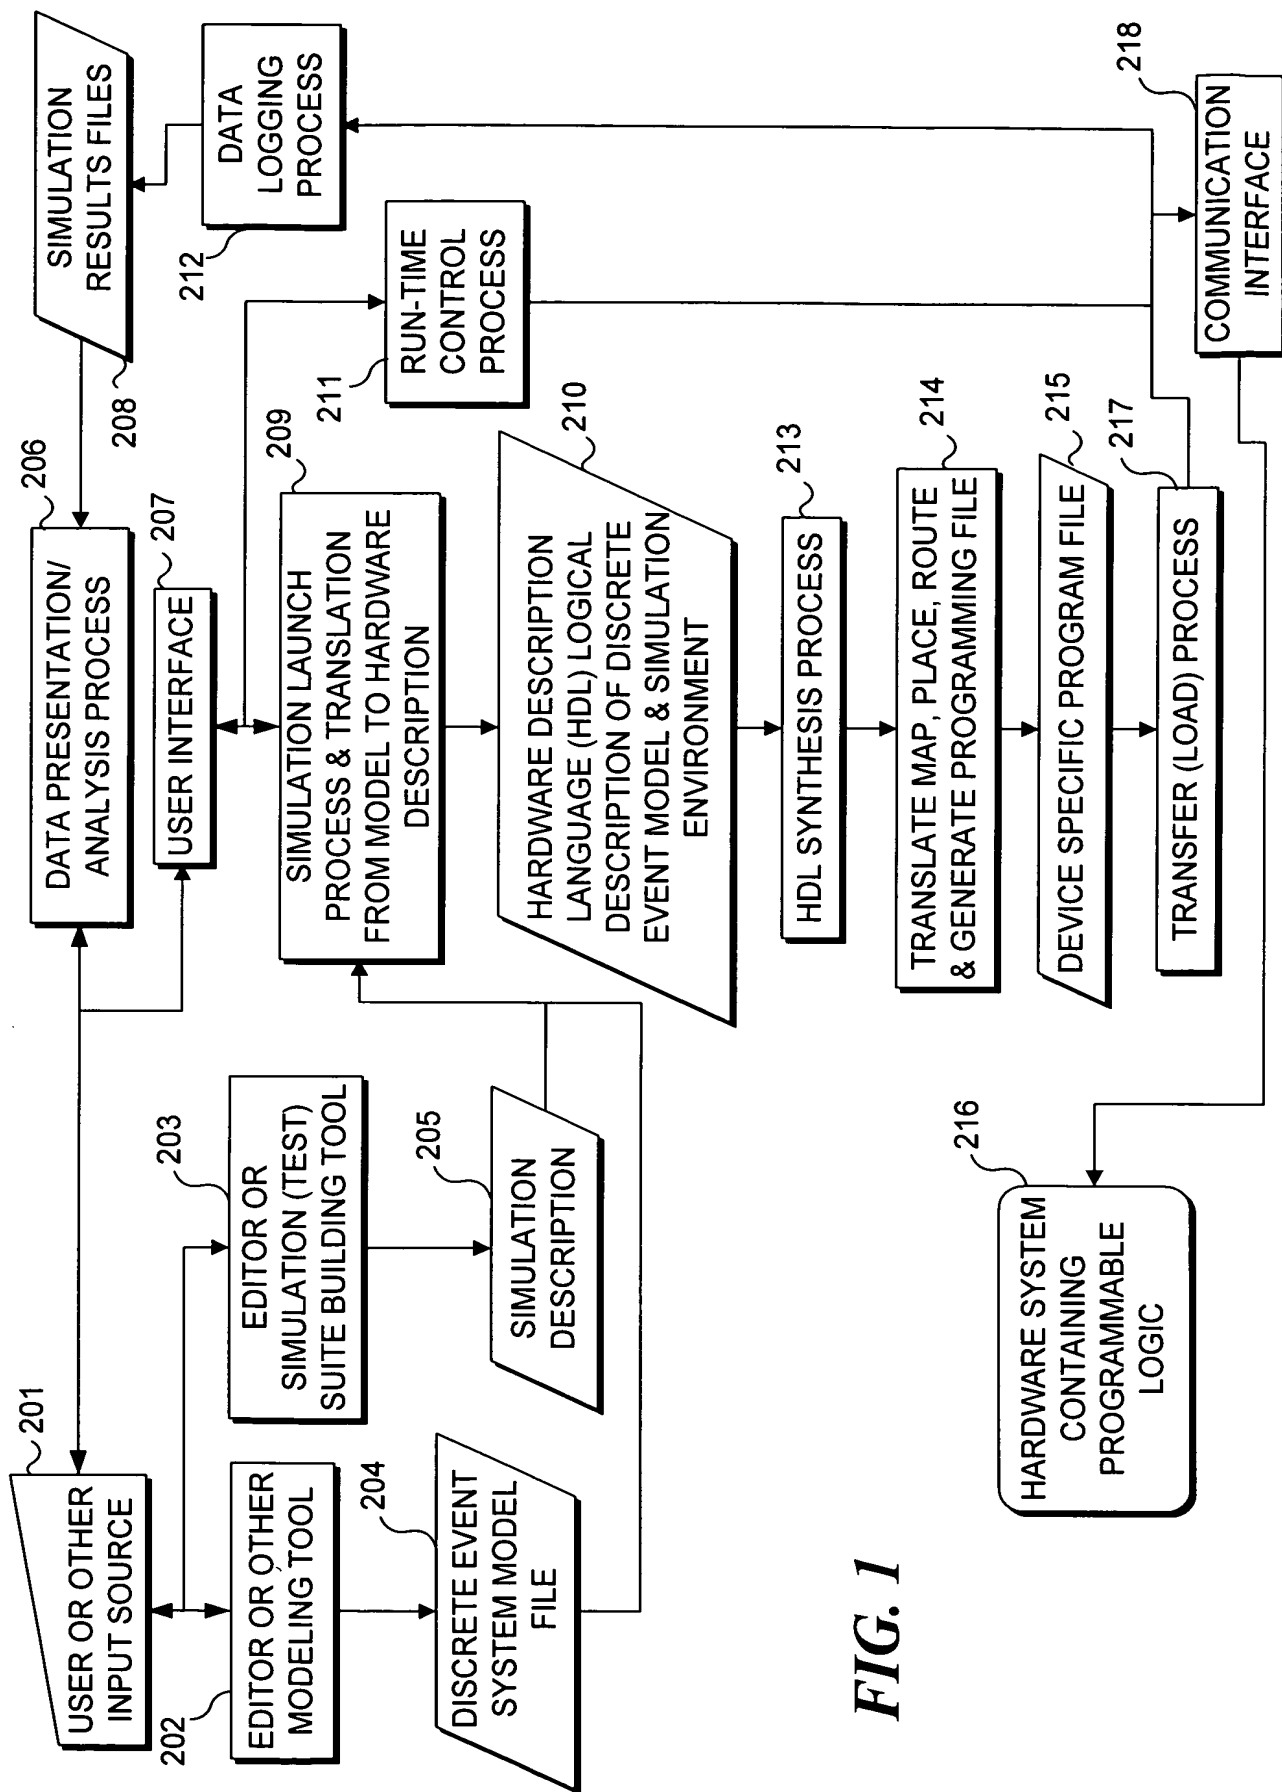 201
USER OR OTHER
INPUT SOURCE
202
EDITOR OR OTHER
MODELING TOOL
203
EDITOR OR
SIMULATION (TEST)
SUITE BUILDING TOOL
204
DISCRETE EVENT
SYSTEM MODEL
FILE
205
SIMULATION
DESCRIPTION
206
DATA PRESENTATION/
ANALYSIS PROCESS
207
USER INTERFACE
208
SIMULATION
RESULTS FILES
209
SIMULATION LAUNCH
PROCESS & TRANSLATION
FROM MODEL TO HARDWARE
DESCRIPTION
210
HARDWARE DESCRIPTION
LANGUAGE (HDL) LOGICAL
DESCRIPTION OF DISCRETE
EVENT MODEL & SIMULATION
ENVIRONMENT
211
RUN-TIME
CONTROL
PROCESS
212
DATA
LOGGING
PROCESS
213
HDL SYNTHESIS PROCESS
214
TRANSLATE MAP, PLACE, ROUTE
& GENERATE PROGRAMMING FILE
215
DEVICE SPECIFIC PROGRAM FILE
217
TRANSFER (LOAD) PROCESS
218
COMMUNICATION
INTERFACE
216
HARDWARE SYSTEM
CONTAINING
PROGRAMMABLE
LOGIC
FIG. 1